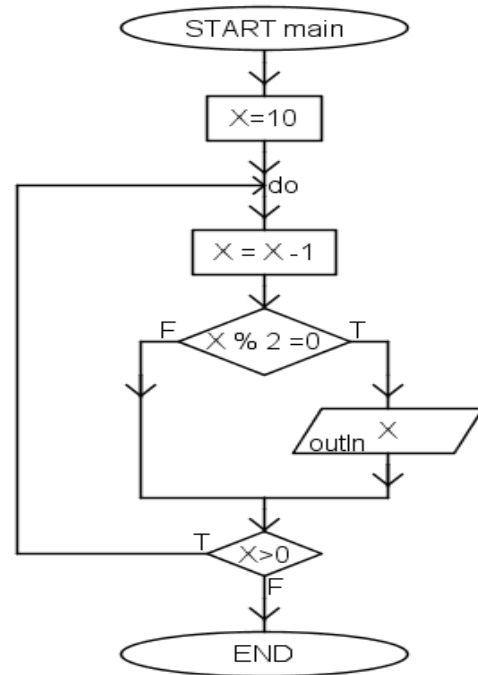 START main
X=10
do
X = X -1
F
X % 2 =0
T
X
outln
T
X>0
F
END